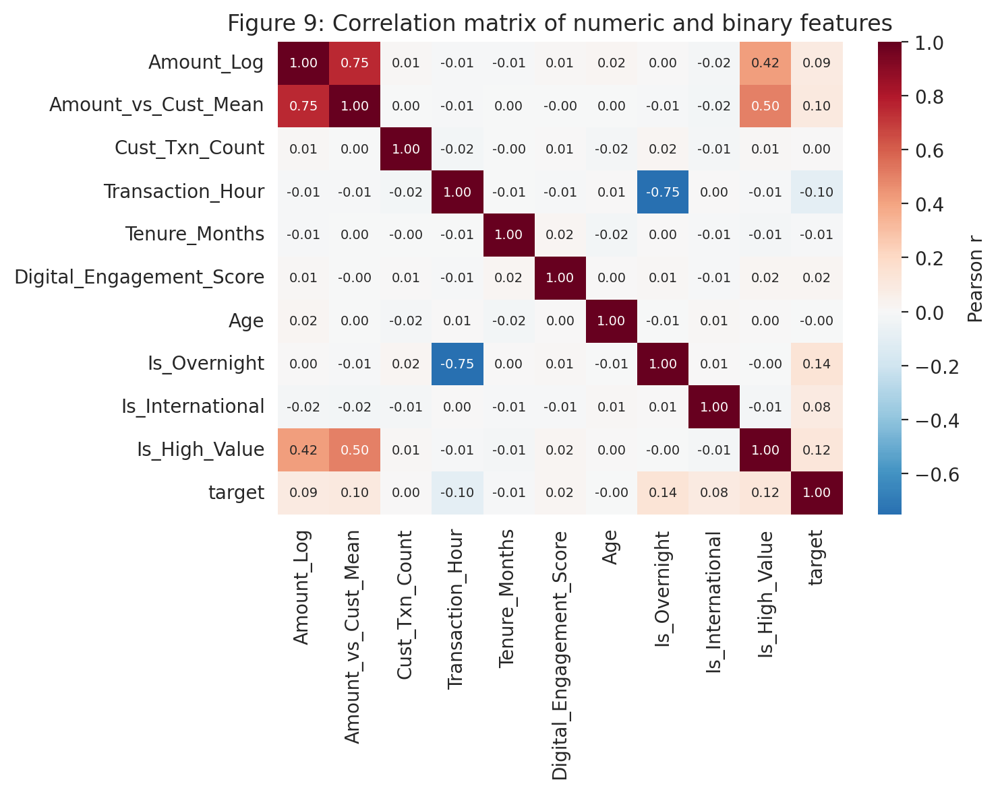 Figure 9: Correlation matrix of numeric and binary features
Amount_Log 1.00 0.75 0.01 -0.01 -0.01 0.01 0.02 0.00 -0.02 0.42 0.09
Amount_vs_Cust_Mean 0.75 1.00 0.00 -0.01 0.00 -0.00 0.00 -0.01 -0.02 0.50 0.10
Cust_Txn_Count 0.01 0.00 1.00 -0.02 -0.00 0.01 -0.02 0.02 -0.01 0.01 0.00
Transaction_Hour -0.01 -0.01 -0.02 1.00 -0.01 -0.01 0.01 -0.75 0.00 -0.01 -0.10
Tenure_Months -0.01 0.00 -0.00 -0.01 1.00 0.02 -0.02 0.00 -0.01 -0.01 -0.01
Digital_Engagement_Score 0.01 -0.00 0.01 -0.01 0.02 1.00 0.00 0.01 -0.01 0.02 0.02
Age 0.02 0.00 -0.02 0.01 -0.02 0.00 1.00 -0.01 0.01 0.00 -0.00
Is_Overnight 0.00 -0.01 0.02 -0.75 0.00 0.01 -0.01 1.00 0.01 -0.00 0.14
Is_International -0.02 -0.02 -0.01 0.00 -0.01 -0.01 0.01 0.01 1.00 -0.01 0.08
Is_High_Value 0.42 0.50 0.01 -0.01 -0.01 0.02 0.00 -0.00 -0.01 1.00 0.12
target 0.09 0.10 0.00 -0.10 -0.01 0.02 -0.00 0.14 0.08 0.12 1.00
Amount_Log
Amount_vs_Cust_Mean
Cust_Txn_Count
Transaction_Hour
Tenure_Months
Digital_Engagement_Score
Age
Is_Overnight
Is_International
Is_High_Value
target
1.0
0.8
0.6
0.4
0.2
0.0
−0.2
−0.4
−0.6
Pearson r